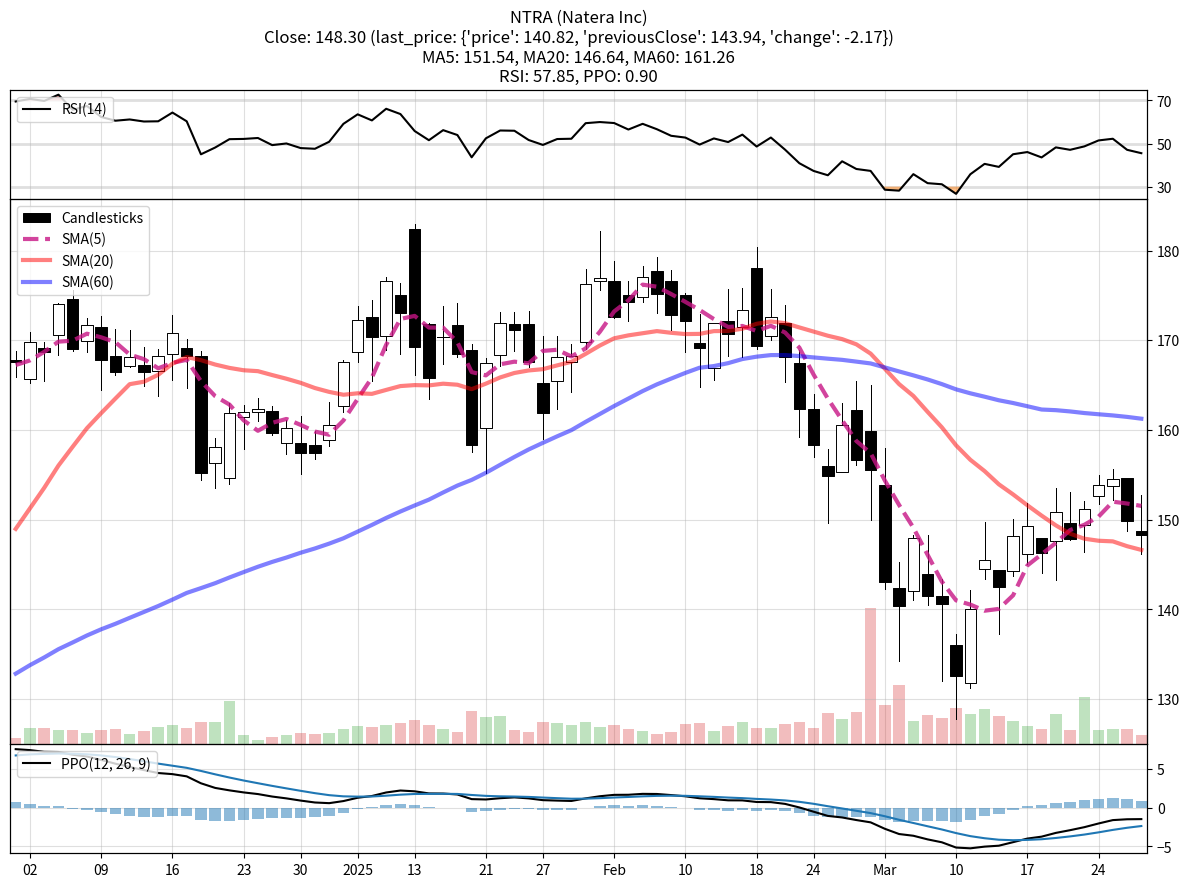 NTRA (Natera Inc)
Close: 148.30 (last_price: {'price': 140.82, 'previousClose': 143.94, 'change': -2.17})
MA5: 151.54, MA20: 146.64, MA60: 161.26
RSI: 57.85, PPO: 0.90
RSI(14)
70
50
30
Candlesticks
SMA(5)
SMA(20)
SMA(60)
180
170
160
150
140
130
PPO(12, 26, 9)
5
0
−5
02 09 16 23 30 2025 13 21 27 Feb 10 18 24 Mar 10 17 24